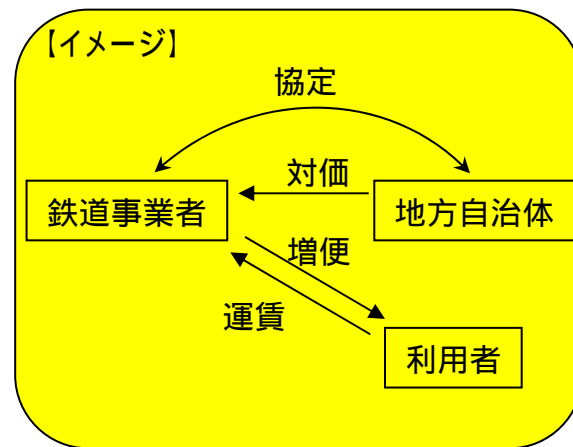 【イメージ】
協定
対価
鉄道事業者
地方自治体
増便
運賃
利用者